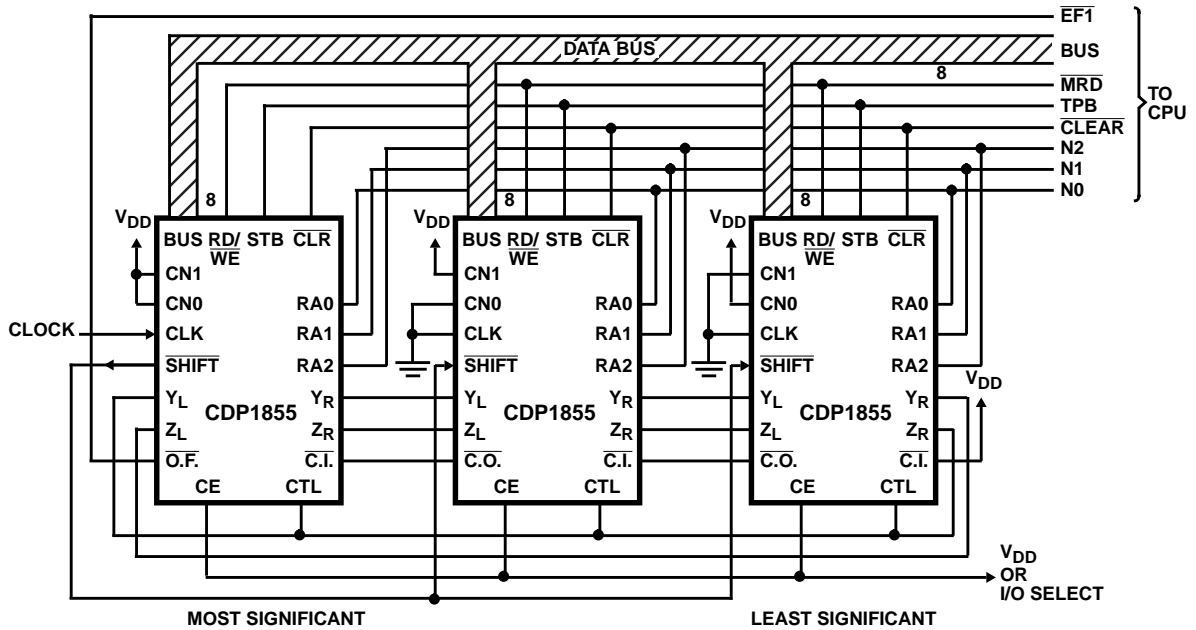 EF1
DATA BUS
BUS
8
MRD
TPB
TO
CPU
CLEAR
N2
N1
N0
8
8
8
VDD
VDD
VDD
BUS RD/ STB CLR
WE
BUS RD/ STB CLR
WE
BUS RD/ STB CLR
WE
CN1
CN1
CN1
CN0
RA0
CN0
RA0
CN0
RA0
CLOCK
CLK
RA1
CLK
RA1
CLK
RA1
SHIFT
RA2
SHIFT
RA2
SHIFT
RA2
VDD
YL
YR
YL
YR
YL
YR
CDP1855
CDP1855
CDP1855
ZL
ZR
ZL
ZR
ZL
ZR
O.F.
C.I.
C.O.
C.I.
C.O.
C.I.
CE
CTL
CE
CTL
CE
CTL
VDD
OR
I/O SELECT
MOST SIGNIFICANT
LEAST SIGNIFICANT